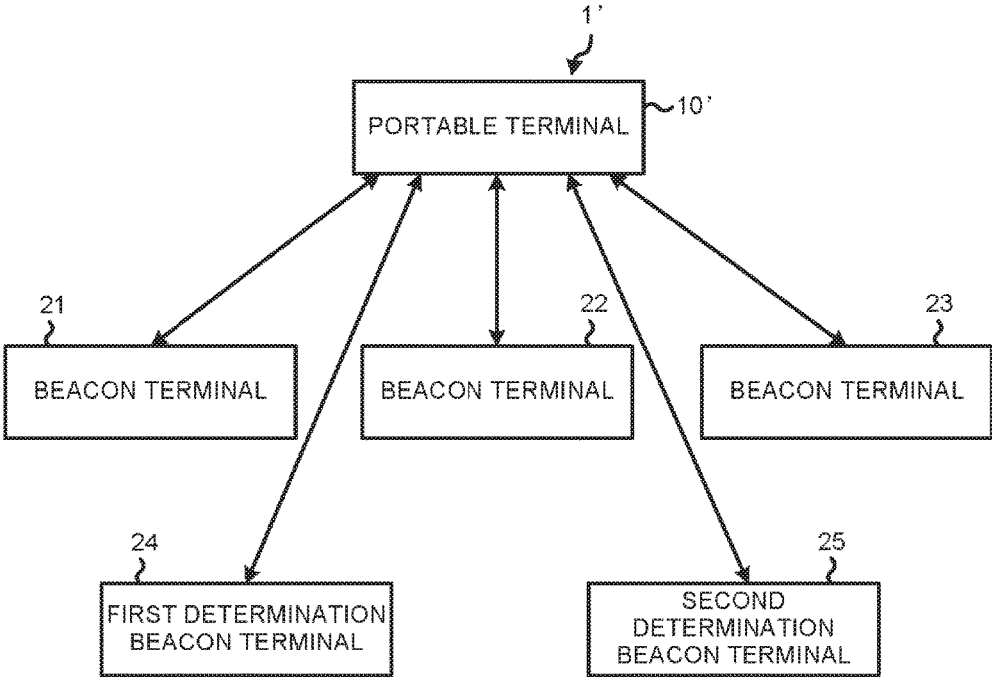 1'
10'
PORTABLE TERMINAL
21
22
23
BEACON TERMINAL
BEACON TERMINAL
BEACON TERMINAL
24
25
FIRST DETERMINATION
BEACON TERMINAL
SECOND
DETERMINATION
BEACON TERMINAL